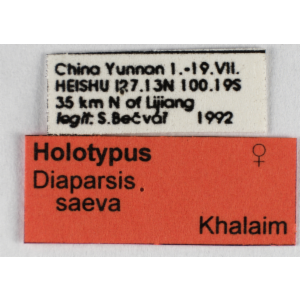 China Yunnan 1.-19.VII.
HEISHU 27.13N 100.19S
35 km N of Lijiang
legit: S.Bečvář 1992
Holotypus ♀
Diaparsis
saeva
Khalaim